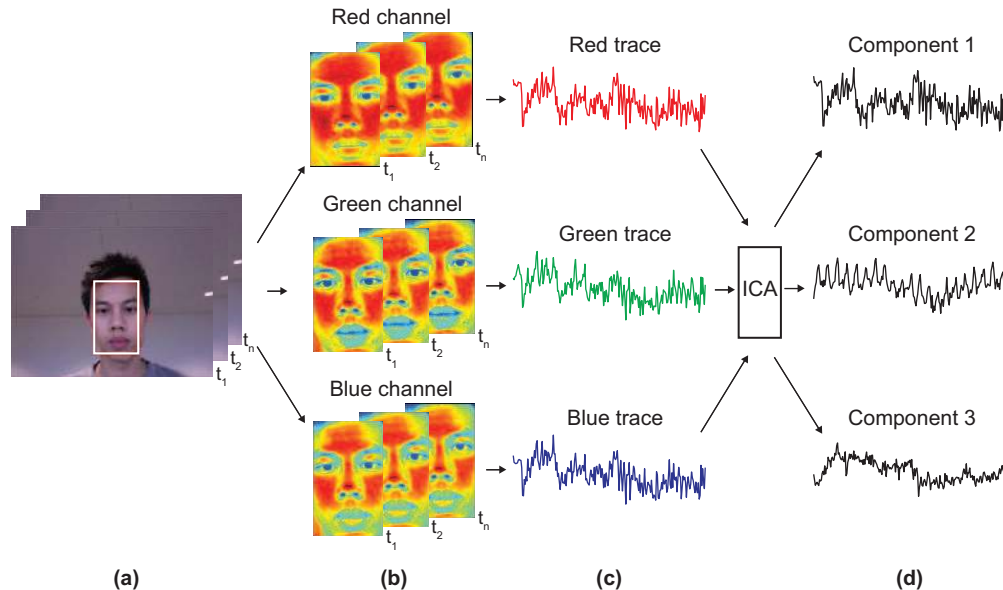 Red channel
t1
t2
tn
Red trace
Component 1
Green channel
t1
t2
tn
Green trace
ICA
Component 2
t1
t2
tn
Blue channel
t1
t2
tn
Blue trace
Component 3
(a)
(b)
(c)
(d)